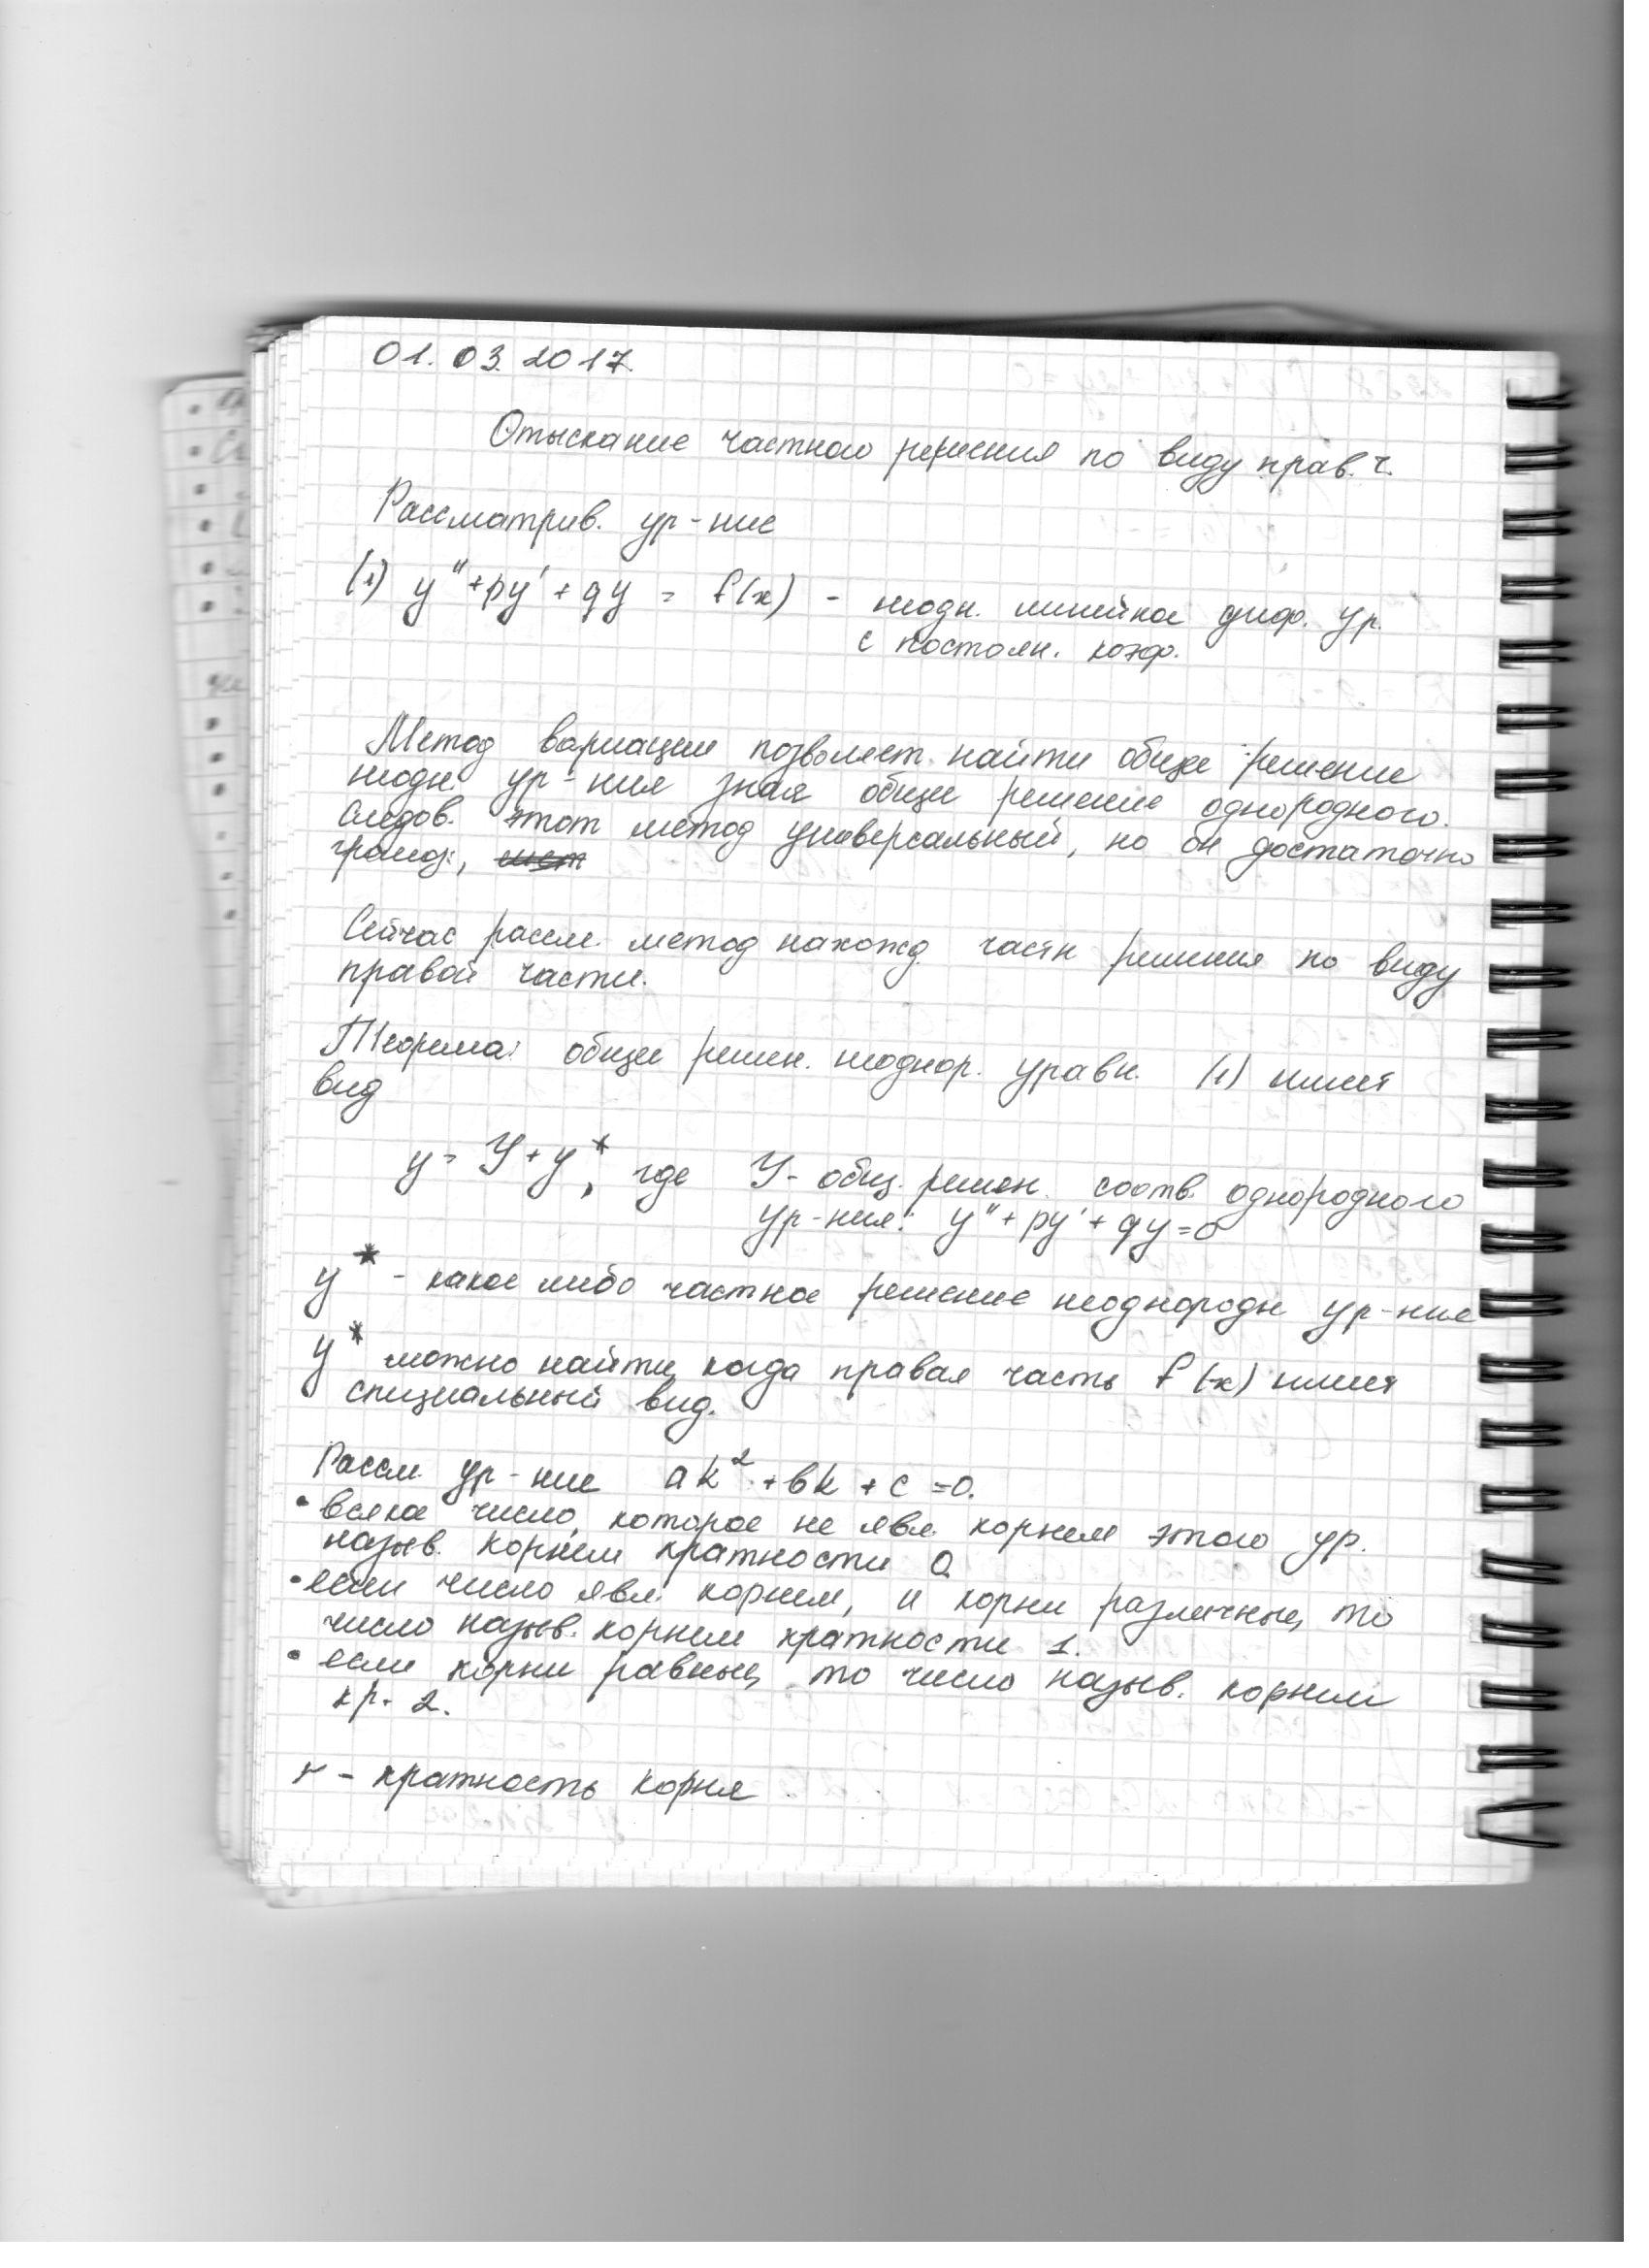 01.03.2017
Отыскание частного решения по виду прав. ч.
Рассматрив. ур-ние
(1) y" + py' + qy = f(x) - неодн. линейное диф. ур.
с постоян. коэф.
Метод вариации позволяет найти общее решение
неодн. ур-ния зная общее решение однородного.
Следов. этот метод универсальный, но он достаточно
громоз.,
Сейчас рассм. метод нахожд частн решения по виду
правой части.
Теорема: общее решен. неоднор. уравн. (1) имеет
вид
y = Y + y*, где Y - общ. решен. соотв. однородного
ур-ния: y" + py' + qy = 0
y* - какое либо частное решение неоднородн ур-ния
y* можно найти, когда правая часть f(x) имеет
специальный вид.
Рассм. ур-ние ak² + bk + c = 0.
• всякое число, которое не явл. корнем этого ур.
назыв. корнем кратности 0
• если число явл. корнем, и корни различные, то
число назыв. корнем кратности 1.
• если корни равные, то число назыв. корнем
кр. 2.
r - кратность корня